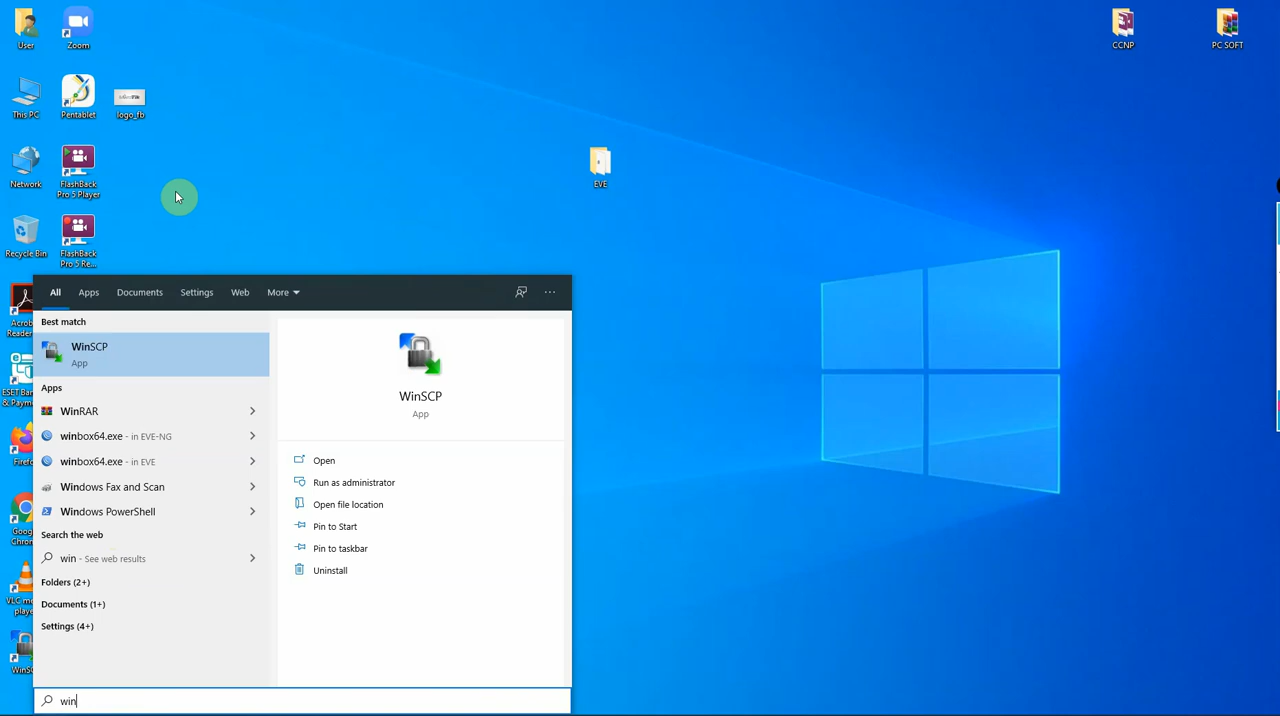 User
Zoom
CCNP
PC SOFT
This PC
Pentablet
logo_fb
Network
FlashBack
Pro 5 Player
EVE
Recycle Bin
FlashBack
Pro 5 Re...
All
Apps
Documents
Settings
Web
More
Best match
WinSCP
App
Apps
WinRAR
winbox64.exe - in EVE-NG
winbox64.exe - in EVE
Windows Fax and Scan
Windows PowerShell
Search the web
win - See web results
Folders (2+)
Documents (1+)
Settings (4+)
WinSCP
App
Open
Run as administrator
Open file location
Pin to Start
Pin to taskbar
Uninstall
win